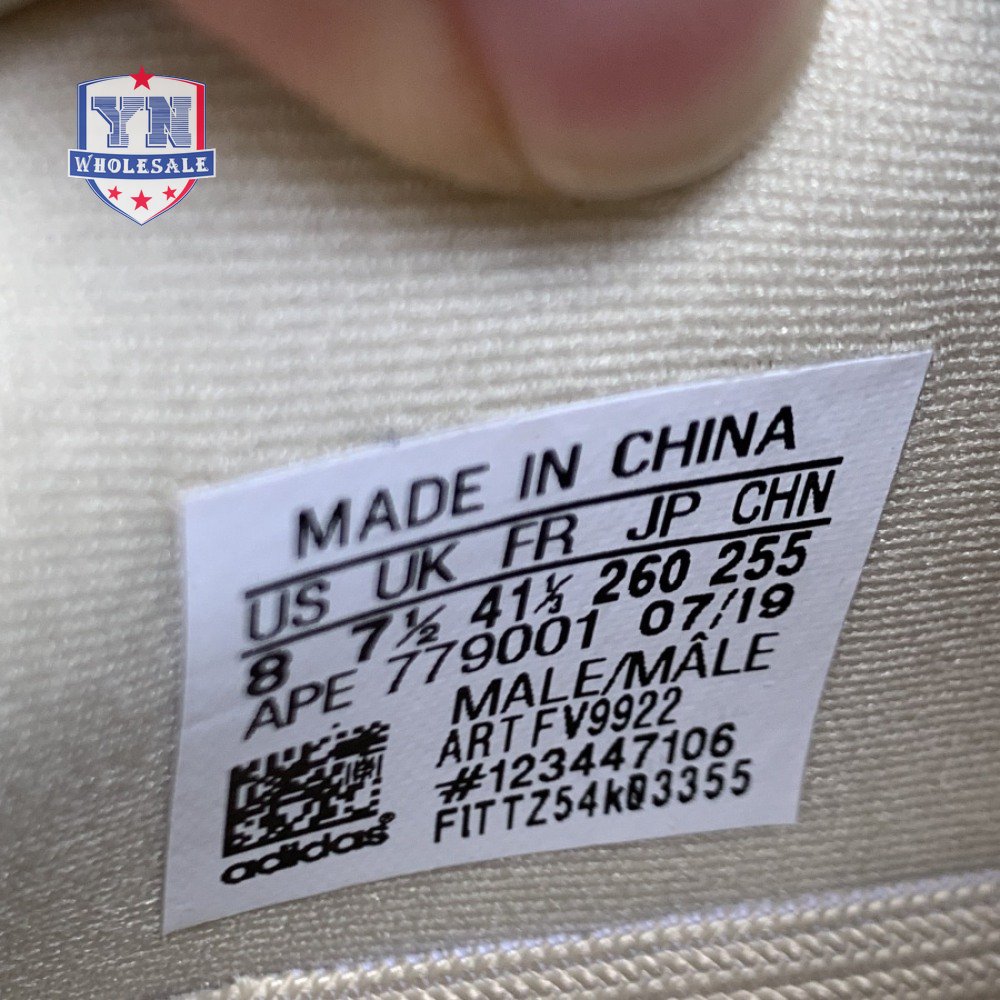 YN
WHOLESALE
MADE IN CHINA
US UK FR JP CHN
8 7½ 41⅓ 260 255
APE 779001 07/19
MALE/MÂLE
ART FV9922
#123447106
FITTZ54k03355
adidas®